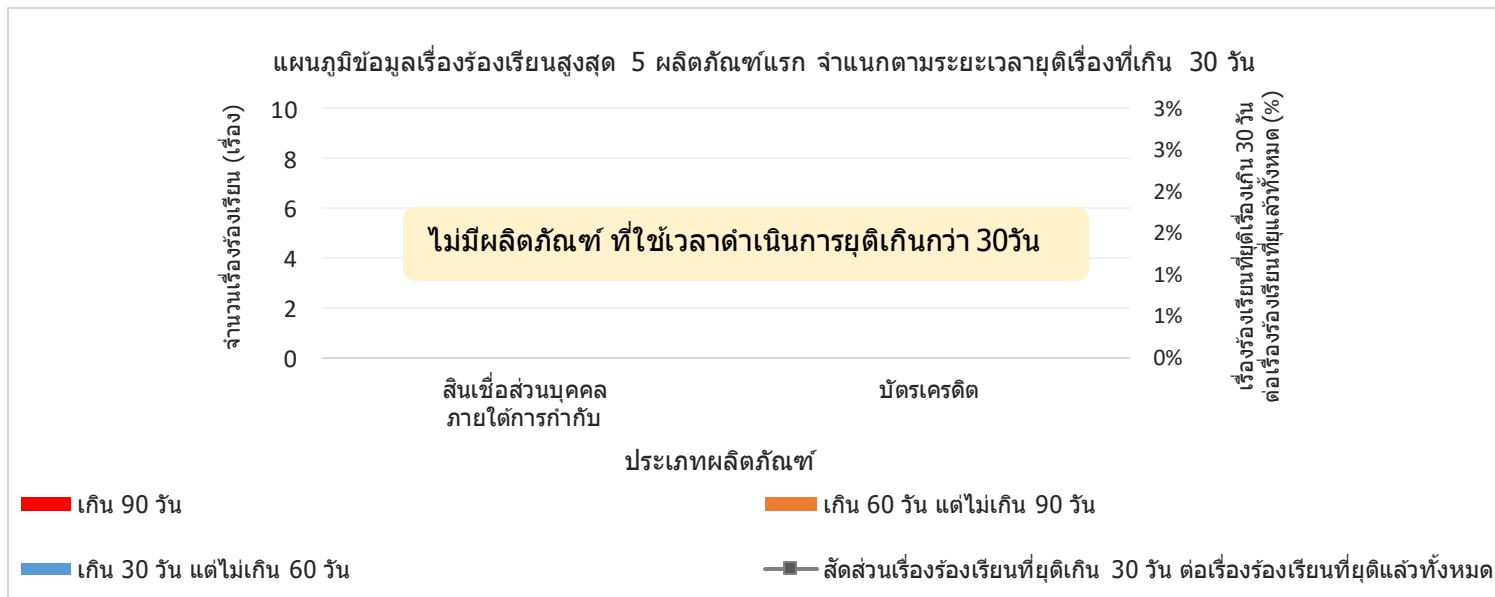 แผนภูมิข้อมูลเรื่องร้องเรียนสูงสุด 5 ผลิตภัณฑ์แรก จำแนกตามระยะเวลายุติเรื่องที่เกิน 30 วัน
จำนวนเรื่องร้องเรียน (เรื่อง)
10
8
6
4
2
0
ไม่มีผลิตภัณฑ์ ที่ใช้เวลาดำเนินการยุติเกินกว่า 30วัน
3%
3%
2%
2%
1%
1%
0%
เรื่องร้องเรียนที่ยุติเรื่องเกิน 30 วัน
ต่อเรื่องร้องเรียนที่ยุแล้วทั้งหมด (%)
สินเชื่อส่วนบุคคล
ภายใต้การกำกับ
บัตรเครดิต
ประเภทผลิตภัณฑ์
เกิน 90 วัน
เกิน 60 วัน แต่ไม่เกิน 90 วัน
เกิน 30 วัน แต่ไม่เกิน 60 วัน
สัดส่วนเรื่องร้องเรียนที่ยุติเกิน 30 วัน ต่อเรื่องร้องเรียนที่ยุติแล้วทั้งหมด